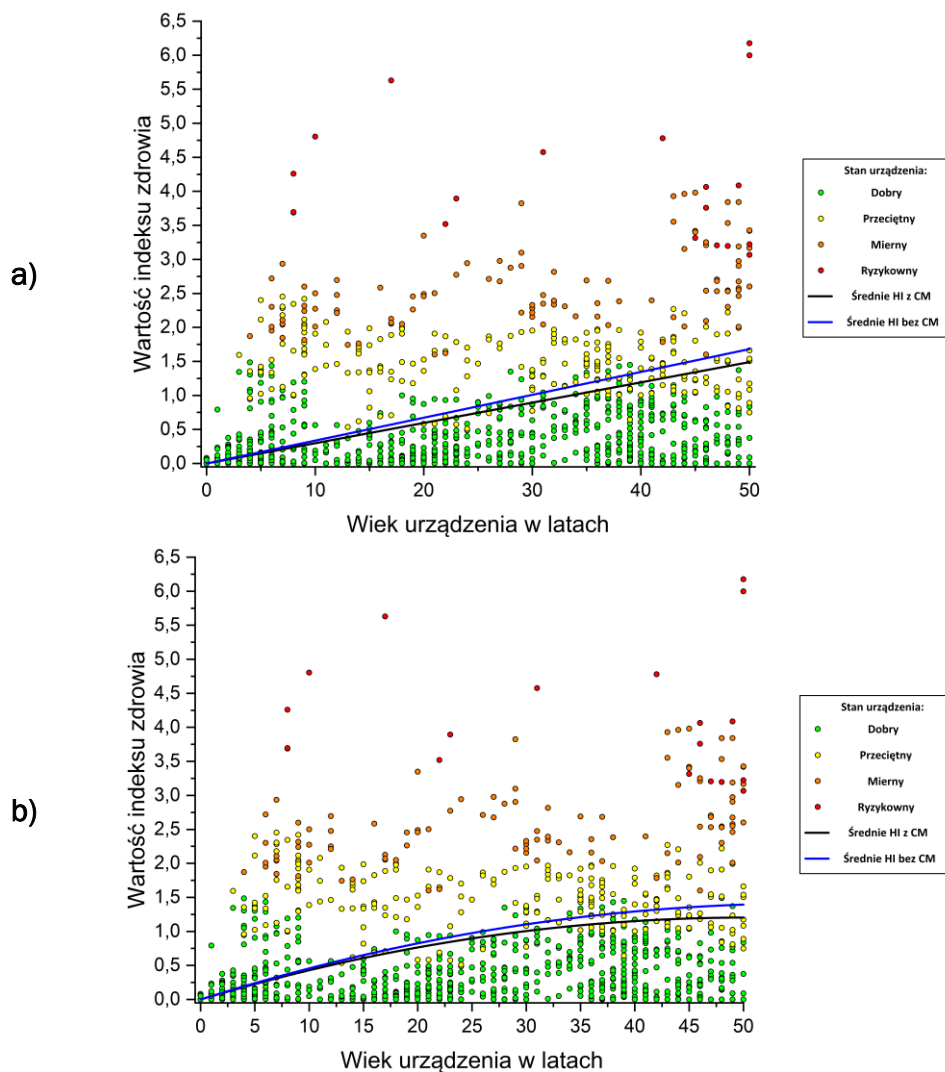 a)
Wartość indeksu zdrowia
6,5
6,0
5,5
5,0
4,5
4,0
3,5
3,0
2,5
2,0
1,5
1,0
0,5
0,0
0 10 20 30 40 50
Wiek urządzenia w latach
Stan urządzenia:
Dobry
Przeciętny
Mierny
Ryzykowny
Średnie HI z CM
Średnie HI bez CM
b)
Wartość indeksu zdrowia
6,5
6,0
5,5
5,0
4,5
4,0
3,5
3,0
2,5
2,0
1,5
1,0
0,5
0,0
0 5 10 15 20 25 30 35 40 45 50
Wiek urządzenia w latach
Stan urządzenia:
Dobry
Przeciętny
Mierny
Ryzykowny
Średnie HI z CM
Średnie HI bez CM